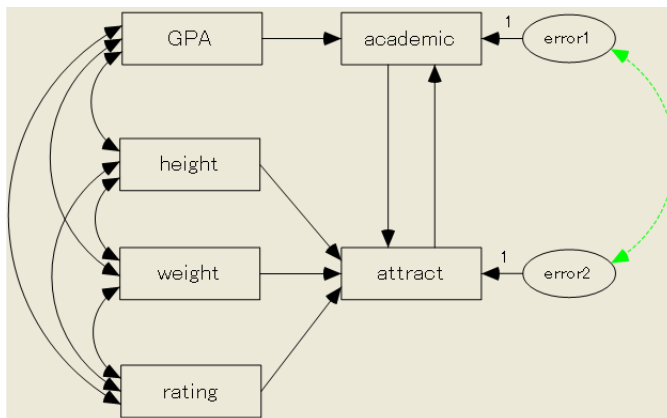 GPA
academic
1
error1
height
weight
attract
1
error2
rating